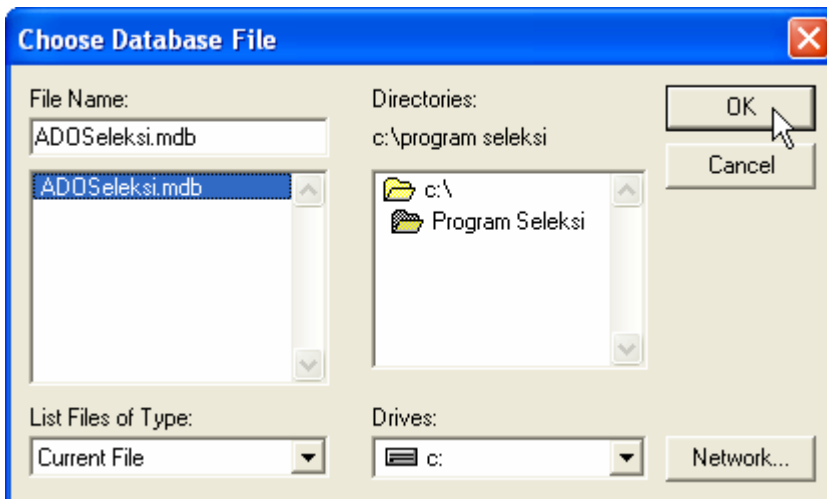 Choose Database File
File Name:
ADOSeleksi.mdb
ADOSeleksi.mdb
Directories:
c:\program seleksi
c:\
Program Seleksi
OK
Cancel
List Files of Type:
Current File
Drives:
c:
Network...